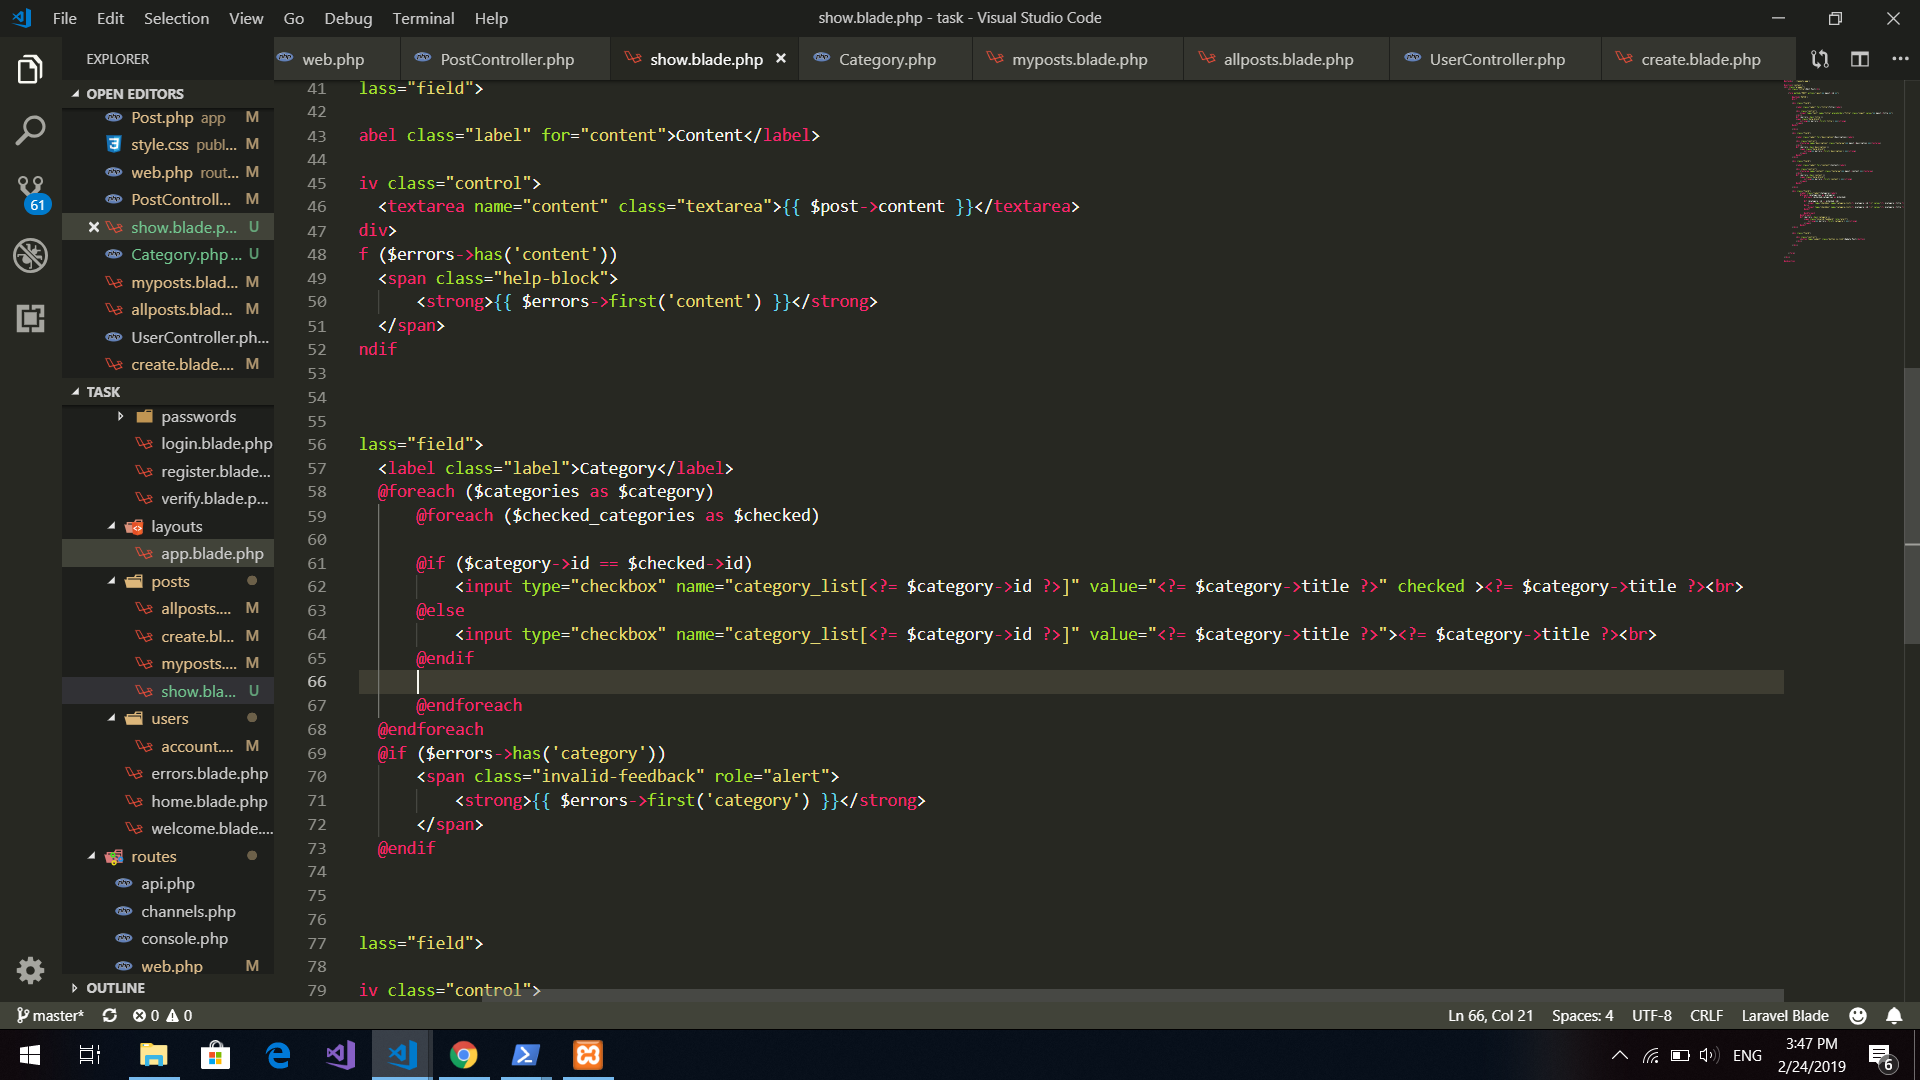 File Edit Selection View Go Debug Terminal Help
show.blade.php - task - Visual Studio Code
EXPLORER
web.php
PostController.php
show.blade.php
Category.php
myposts.blade.php
allposts.blade.php
UserController.php
create.blade.php
OPEN EDITORS
Post.php app M
style.css publ... M
web.php rout... M
PostControll... M
show.blade.p... U
Category.php ... U
myposts.blad... M
allposts.blad... M
UserController.ph...
create.blade.... M
TASK
passwords
login.blade.php
register.blade...
verify.blade.p...
layouts
app.blade.php
posts
allposts.... M
create.bl... M
myposts.... M
show.bla... U
users
account.... M
errors.blade.php
home.blade.php
welcome.blade....
routes
api.php
channels.php
console.php
web.php M
OUTLINE
61
41 lass="field">
42
43 abel class="label" for="content">Content</label>
44
45 iv class="control">
46 <textarea name="content" class="textarea">{{ $post->content }}</textarea>
47 div>
48 f ($errors->has('content'))
49 <span class="help-block">
50 <strong>{{ $errors->first('content') }}</strong>
51 </span>
52 ndif
53
54
55
56 lass="field">
57 <label class="label">Category</label>
58 @foreach ($categories as $category)
59 @foreach ($checked_categories as $checked)
60
61 @if ($category->id == $checked->id)
62 <input type="checkbox" name="category_list[<?= $category->id ?>]" value="<?= $category->title ?>" checked ><?= $category->title ?><br>
63 @else
64 <input type="checkbox" name="category_list[<?= $category->id ?>]" value="<?= $category->title ?>"><?= $category->title ?><br>
65 @endif
66
67 @endforeach
68 @endforeach
69 @if ($errors->has('category'))
70 <span class="invalid-feedback" role="alert">
71 <strong>{{ $errors->first('category') }}</strong>
72 </span>
73 @endif
74
75
76
77 lass="field">
78
79 iv class="control">
master* 0 0
Ln 66, Col 21 Spaces: 4 UTF-8 CRLF Laravel Blade
ENG
3:47 PM
2/24/2019
6